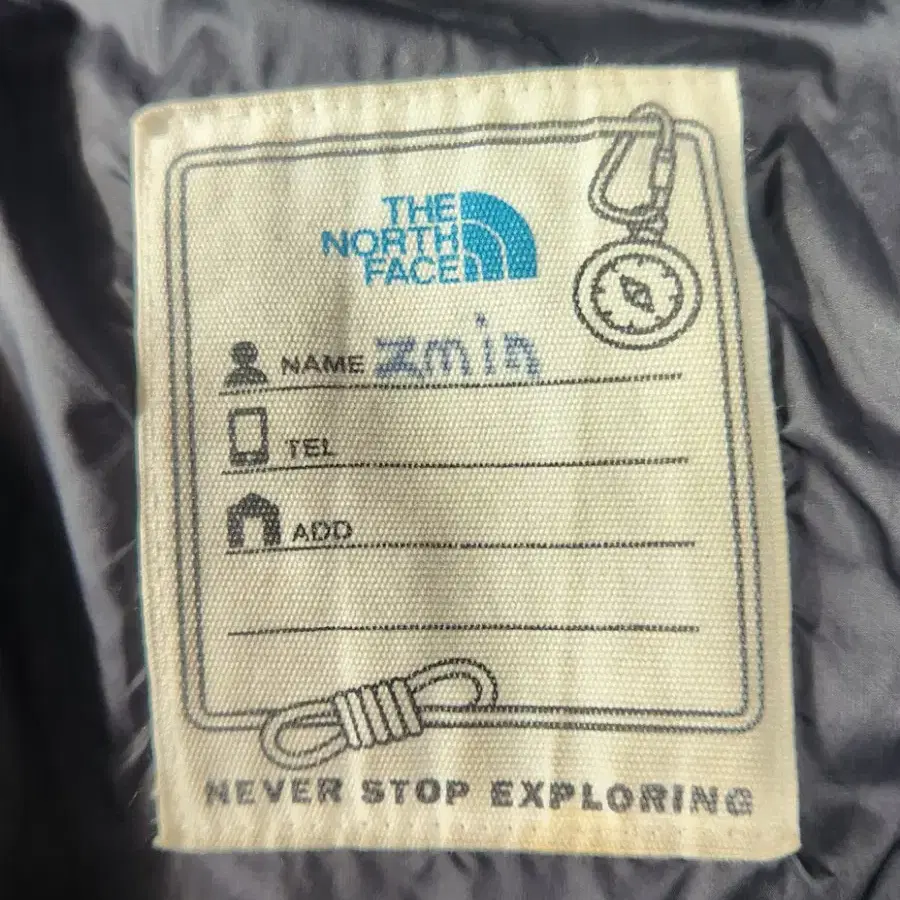 THE
NORTH
FACE
NAME zmin
TEL
ADD
NEVER STOP EXPLORING